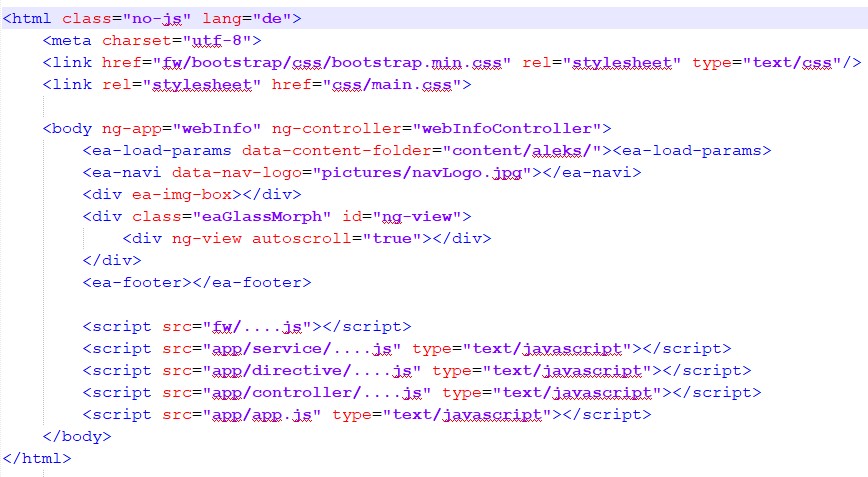 <html class="no-js" lang="de">
<meta charset="utf-8">
<link href="fw/bootstrap/css/bootstrap.min.css" rel="stylesheet" type="text/css"/>
<link rel="stylesheet" href="css/main.css">
<body ng-app="webInfo" ng-controller="webInfoController">
<ea-load-params data-content-folder="content/aleks/"><ea-load-params>
<ea-navi data-nav-logo="pictures/navLogo.jpg"></ea-navi>
<div ea-img-box></div>
<div class="eaGlassMorph" id="ng-view">
<div ng-view autoscroll="true"></div>
</div>
<ea-footer></ea-footer>
<script src="fw/....js"></script>
<script src="app/service/....js" type="text/javascript"></script>
<script src="app/directive/....js" type="text/javascript"></script>
<script src="app/controller/....js" type="text/javascript"></script>
<script src="app/app.js" type="text/javascript"></script>
</body>
</html>